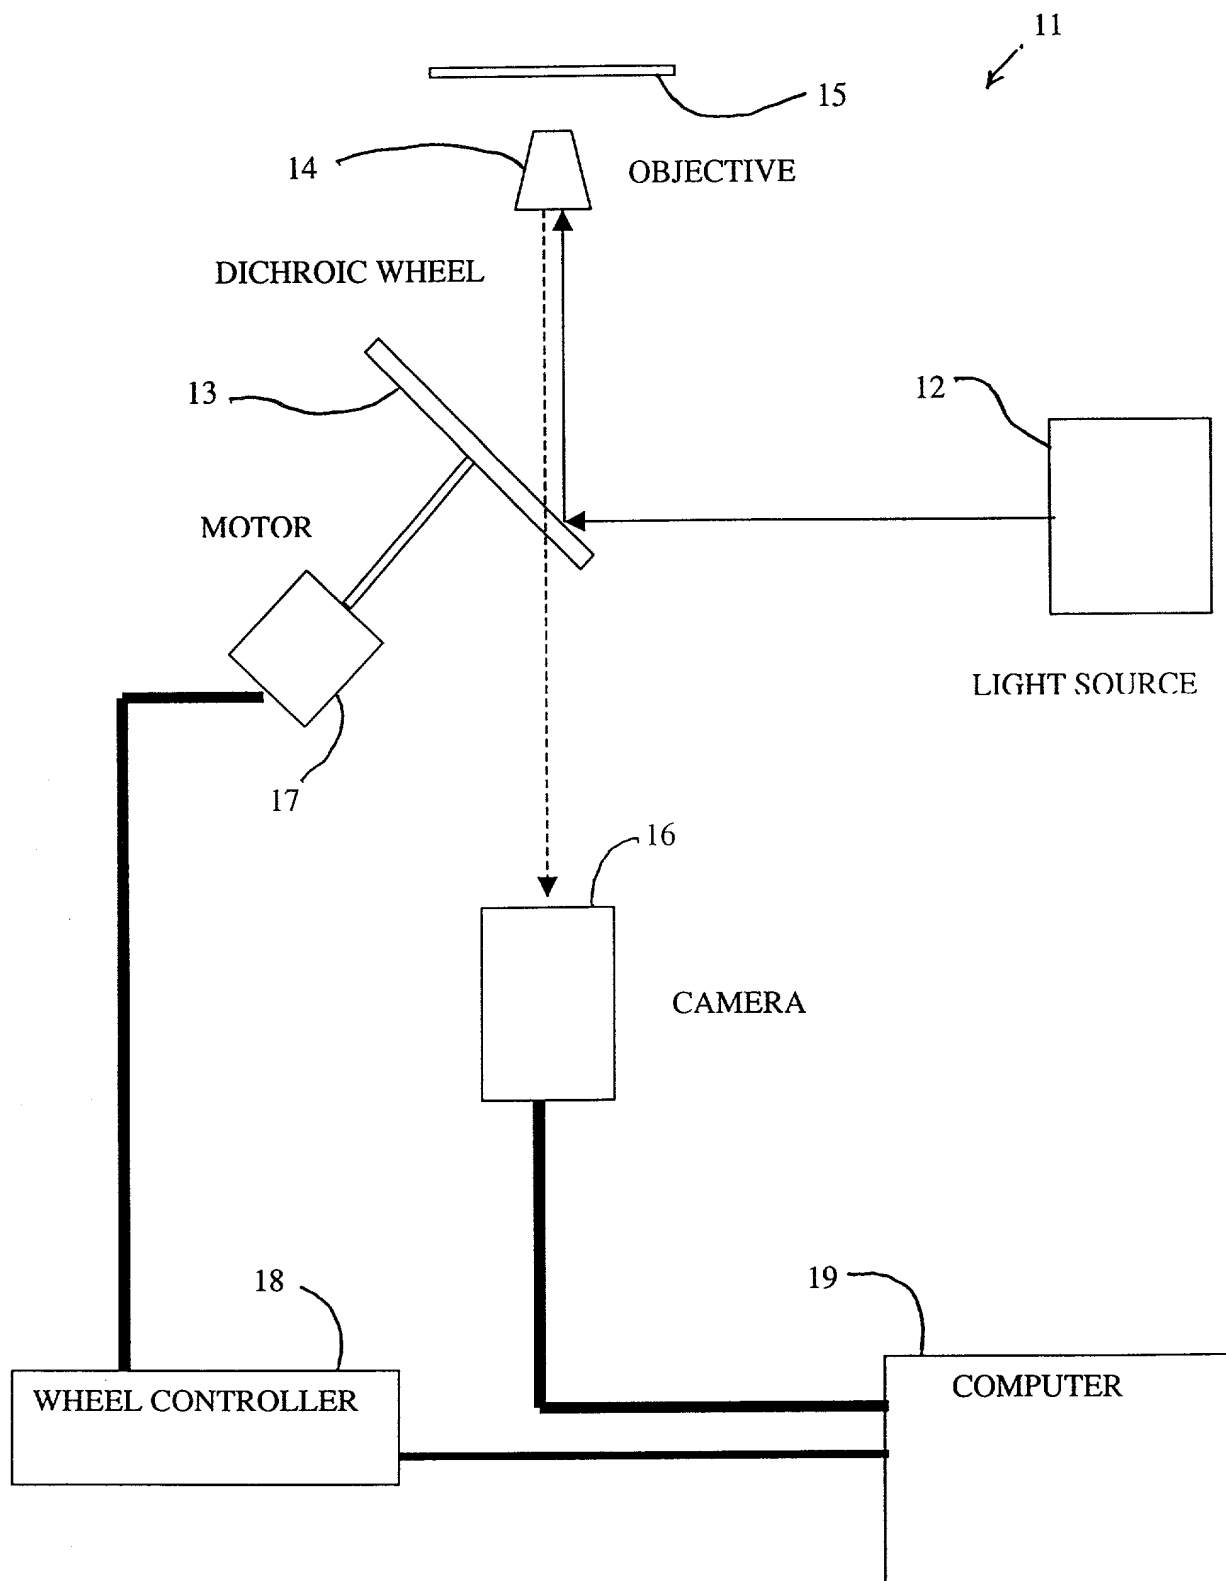 11
15
14
OBJECTIVE
DICHROIC WHEEL
13
12
MOTOR
LIGHT SOURCE
17
16
CAMERA
18
19
WHEEL CONTROLLER
COMPUTER